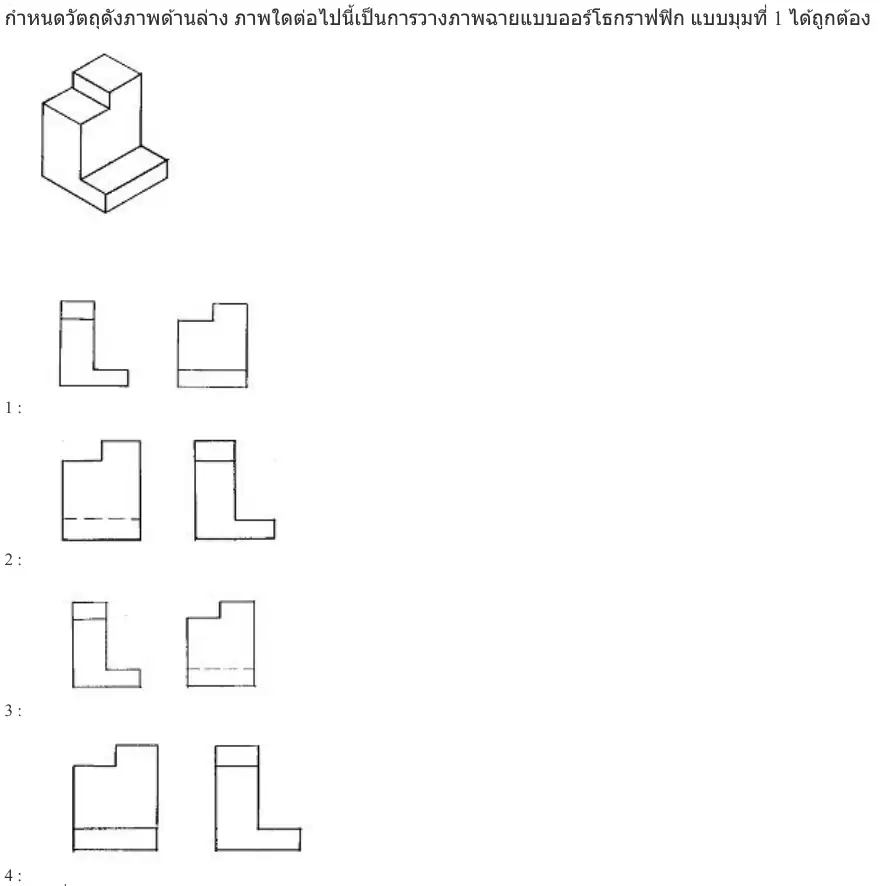 กำหนดวัตถุดังภาพด้านล่าง ภาพใดต่อไปนี้เป็นการวางภาพฉายแบบออร์โธกราฟฟิก แบบมุมที่ 1 ได้ถูกต้อง
1 :
2 :
3 :
4 :